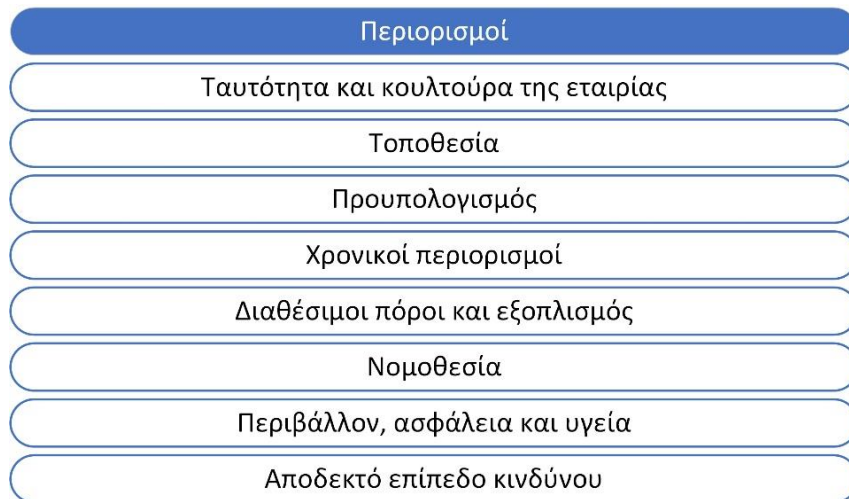 Περιορισμοί
Ταυτότητα και κουλτούρα της εταιρίας
Τοποθεσία
Προυπολογισμός
Χρονικοί περιορισμοί
Διαθέσιμοι πόροι και εξοπλισμός
Νομοθεσία
Περιβάλλον, ασφάλεια και υγεία
Αποδεκτό επίπεδο κινδύνου